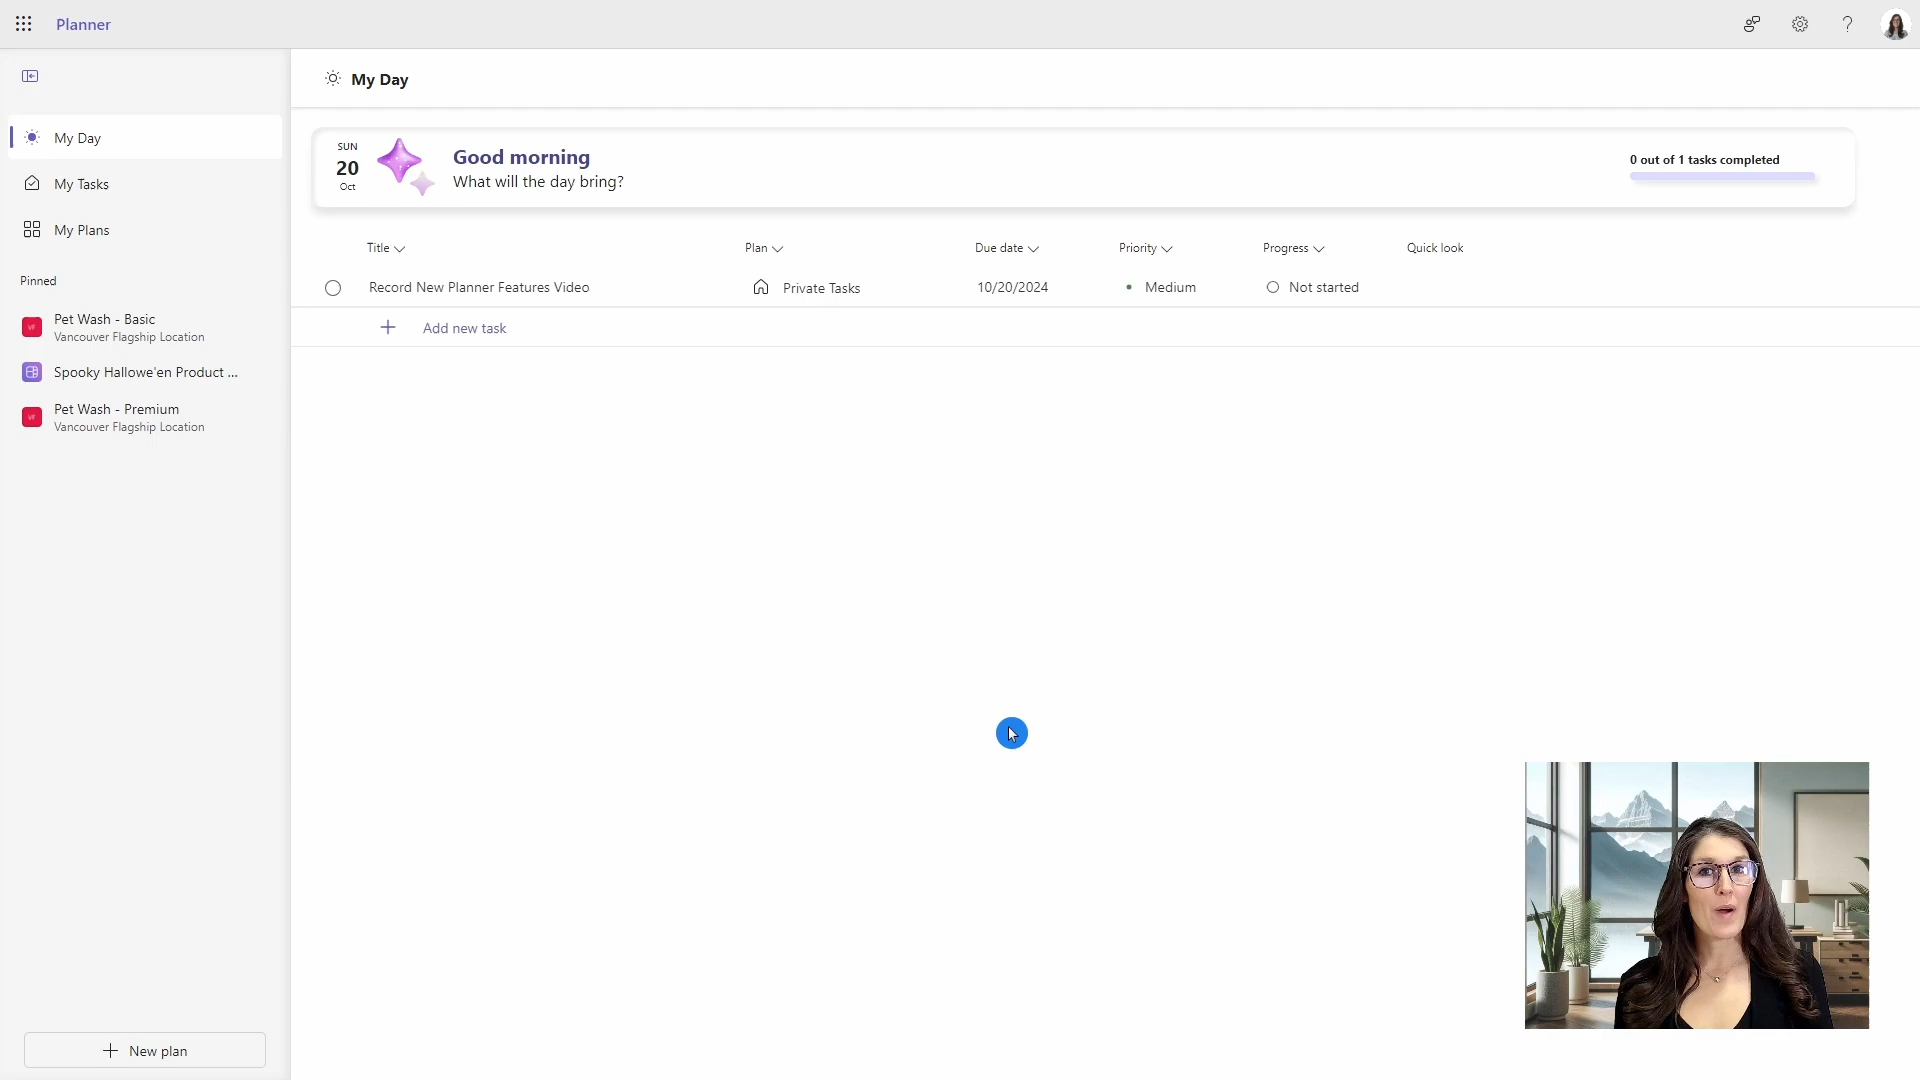 Planner
My Day
My Day
SUN
20
Oct
Good morning
What will the day bring?
0 out of 1 tasks completed
My Tasks
My Plans
Pinned
Pet Wash - Basic
Vancouver Flagship Location
Spooky Hallowe'en Product ...
Pet Wash - Premium
Vancouver Flagship Location
Title Plan Due date Priority Progress Quick look
Record New Planner Features Video Private Tasks 10/20/2024 Medium Not started
Add new task
New plan